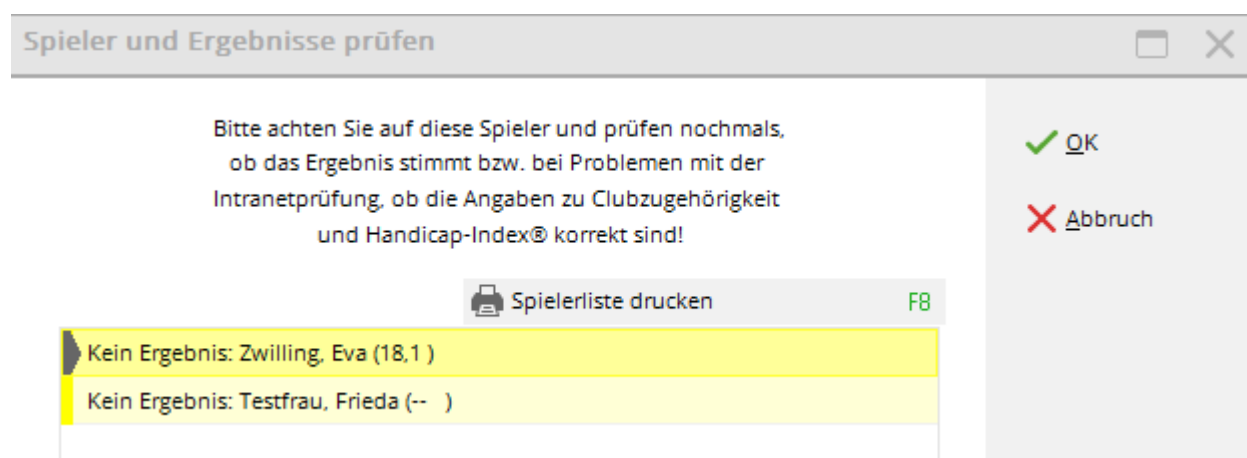 Spieler und Ergebnisse prüfen
Bitte achten Sie auf diese Spieler und prüfen nochmals,
ob das Ergebnis stimmt bzw. bei Problemen mit der
Intranetprüfung, ob die Angaben zu Clubzugehörigkeit
und Handicap-Index® korrekt sind!
OK
Abbruch
Spielerliste drucken F8
Kein Ergebnis: Zwilling, Eva (18,1 )
Kein Ergebnis: Testfrau, Frieda (-- )